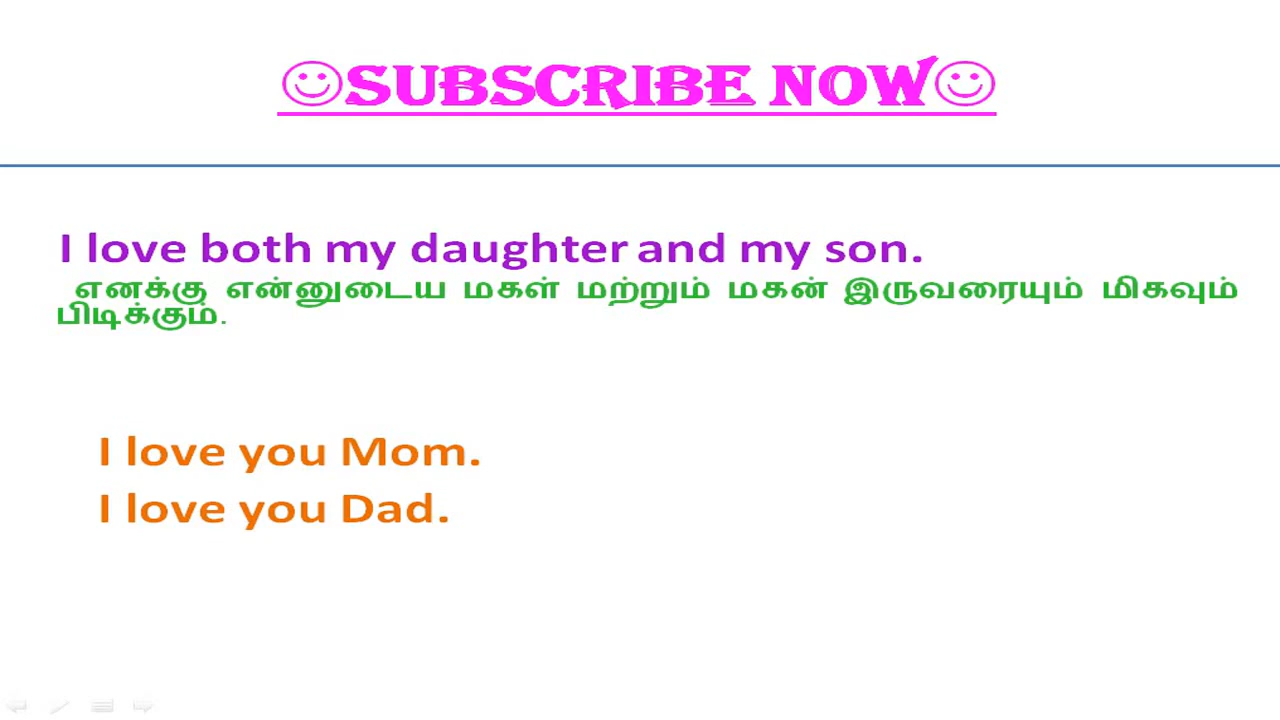 ☺SUBSCRIBE NOW☺
I love both my daughter and my son.
எனக்கு என்னுடைய மகள் மற்றும் மகன் இருவரையும் மிகவும்
பிடிக்கும்.
I love you Mom.
I love you Dad.